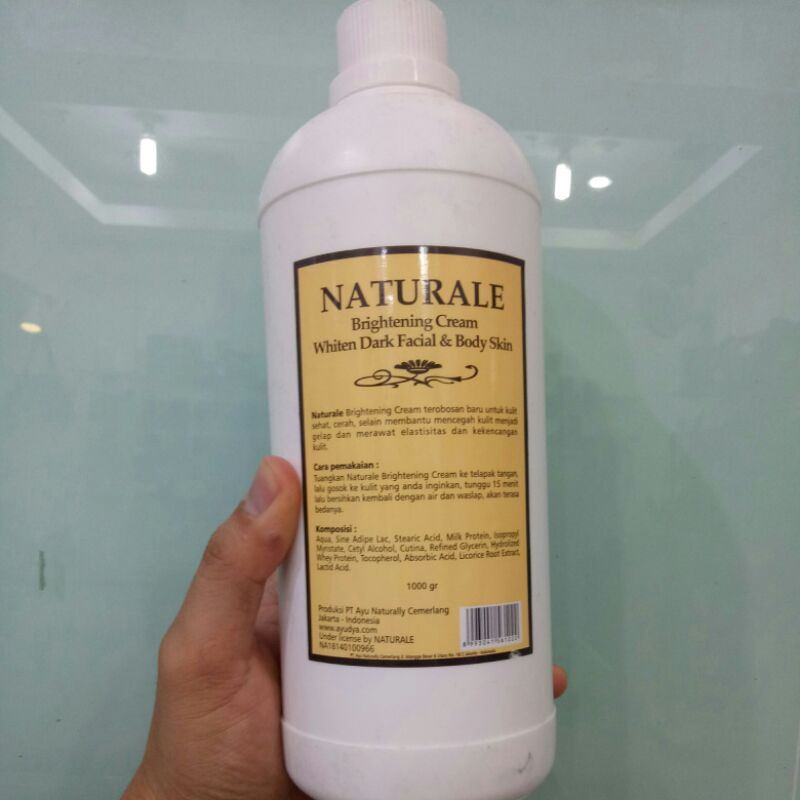 NATURALE
Brightening Cream
Whiten Dark Facial & Body Skin
Naturale Brightening Cream terobosan baru untuk kulit
sehat, cerah, selain membantu mencegah kulit menjadi
gelap dan merawat elastisitas dan kekencangan
kulit.
Cara pemakaian :
Tuangkan Naturale Brightening Cream ke telapak tangan,
lalu gosok ke kulit yang anda inginkan, tunggu 15 menit
lalu bersihkan kembali dengan air dan waslap, akan terasa
bedanya.
Komposisi :
Aqua, Sine Adipe Lac, Stearic Acid, Milk Protein, Isopropyl
Myristate, Cetyl Alcohol, Cutina, Refined Glycerin, Hydrolized
Whey Protein, Tocopherol, Absorbic Acid, Licorice Root Extract,
Lactid Acid.
1000 gr
Produksi PT Ayu Naturally Cemerlang
Jakarta - Indonesia
www.ayudya.com
Under license by NATURALE
NA18140100966
PT. Ayu Naturally Cemerlang